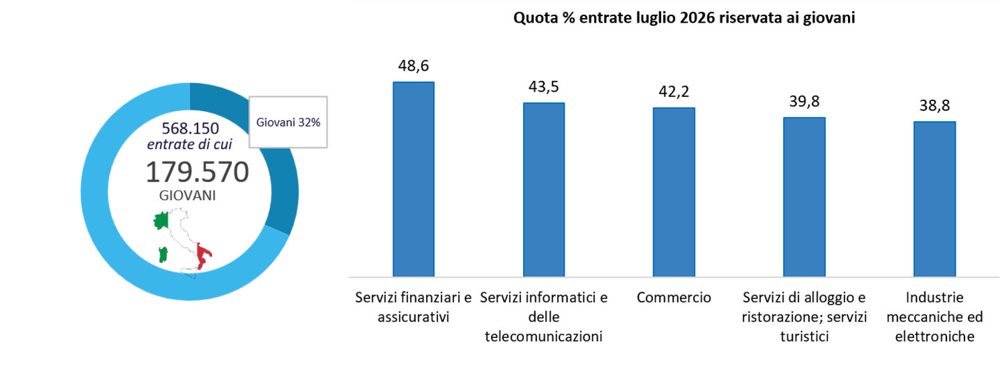 Quota % entrate luglio 2026 riservata ai giovani
568.150
entrate di cui
179.570
GIOVANI
Giovani 32%
48,6
43,5
42,2
39,8
38,8
Servizi finanziari e
assicurativi
Servizi informatici e
delle
telecomunicazioni
Commercio
Servizi di alloggio e
ristorazione; servizi
turistici
Industrie
meccaniche ed
elettroniche